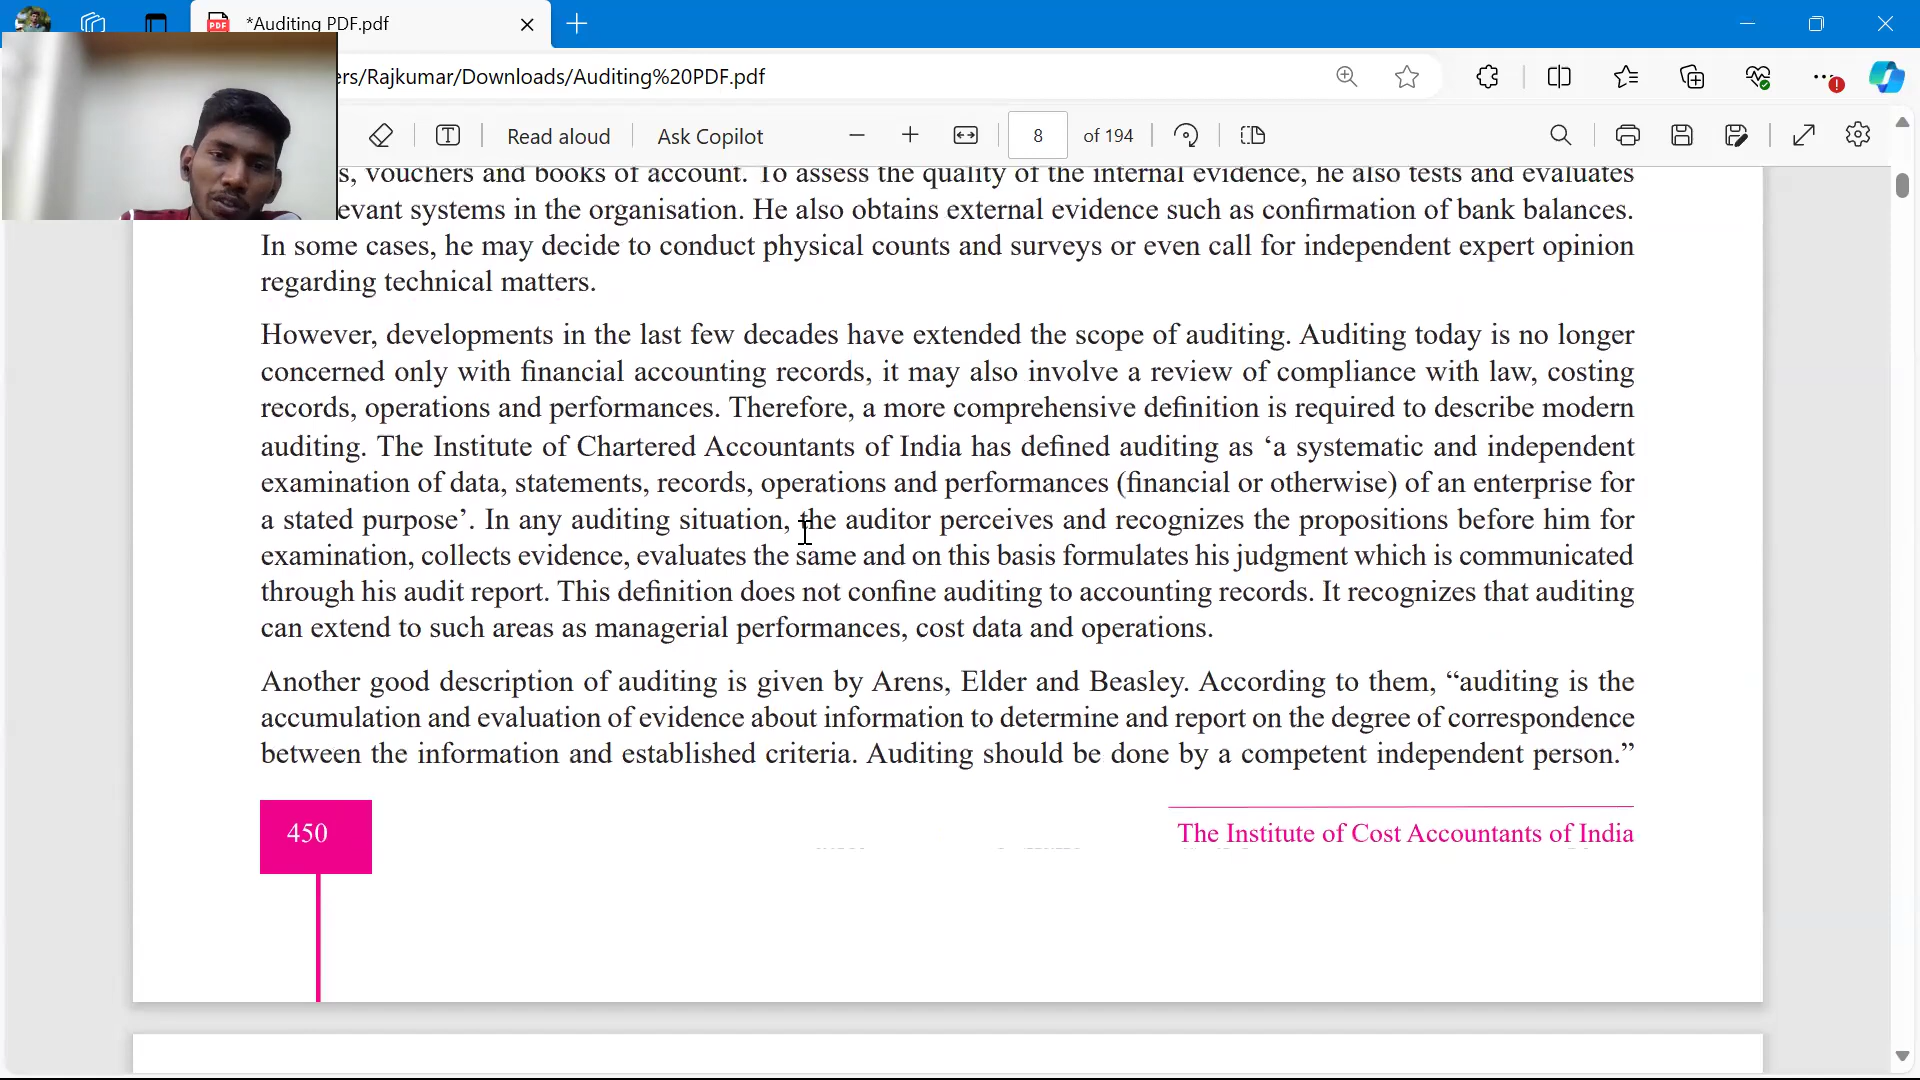 *Auditing PDF.pdf
ers/Rajkumar/Downloads/Auditing%20PDF.pdf
Read aloud
Ask Copilot
8 of 194
s, vouchers and books of account. To assess the quality of the internal evidence, he also tests and evaluates
evant systems in the organisation. He also obtains external evidence such as confirmation of bank balances.
In some cases, he may decide to conduct physical counts and surveys or even call for independent expert opinion
regarding technical matters.
However, developments in the last few decades have extended the scope of auditing. Auditing today is no longer
concerned only with financial accounting records, it may also involve a review of compliance with law, costing
records, operations and performances. Therefore, a more comprehensive definition is required to describe modern
auditing. The Institute of Chartered Accountants of India has defined auditing as ‘a systematic and independent
examination of data, statements, records, operations and performances (financial or otherwise) of an enterprise for
a stated purpose’. In any auditing situation, the auditor perceives and recognizes the propositions before him for
examination, collects evidence, evaluates the same and on this basis formulates his judgment which is communicated
through his audit report. This definition does not confine auditing to accounting records. It recognizes that auditing
can extend to such areas as managerial performances, cost data and operations.
Another good description of auditing is given by Arens, Elder and Beasley. According to them, “auditing is the
accumulation and evaluation of evidence about information to determine and report on the degree of correspondence
between the information and established criteria. Auditing should be done by a competent independent person.”
450
The Institute of Cost Accountants of India